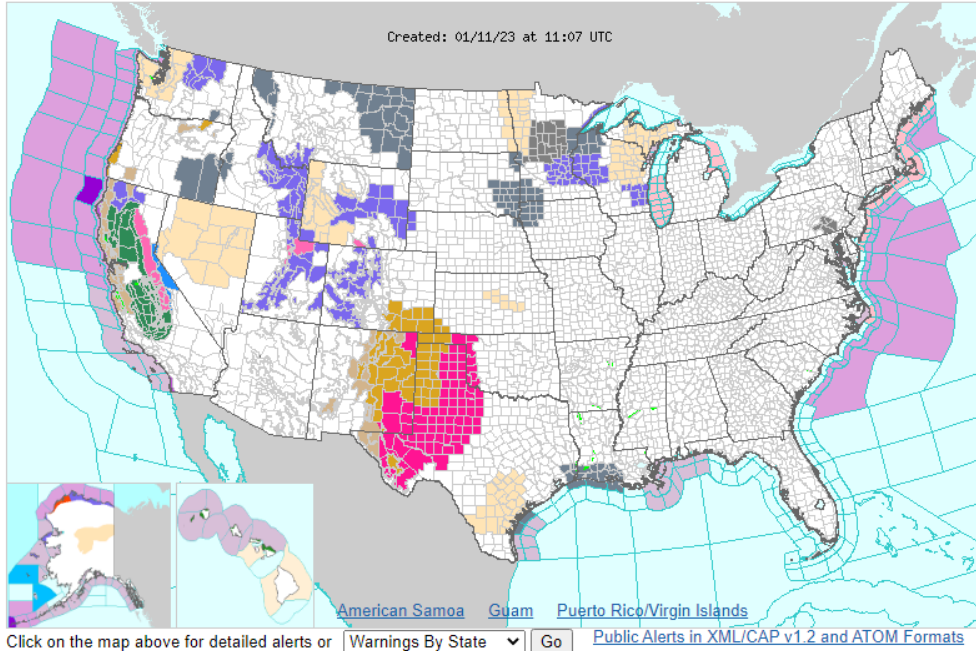 Created: 01/11/23 at 11:07 UTC
American Samoa Guam Puerto Rico/Virgin Islands
Click on the map above for detailed alerts or Warnings By State Go Public Alerts in XML/CAP v1.2 and ATOM Formats